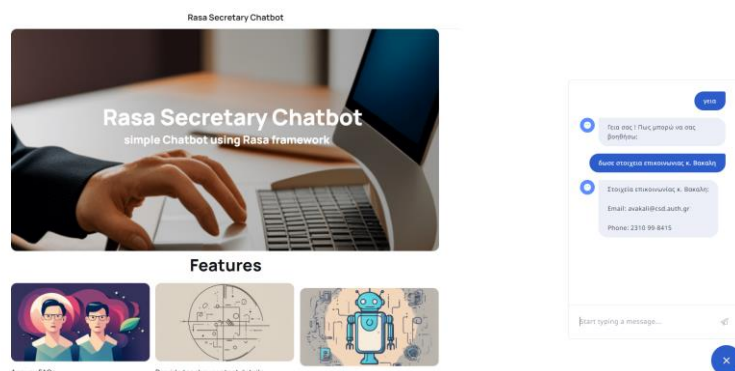 Rasa Secretary Chatbot
Rasa Secretary Chatbot
simple Chatbot using Rasa framework
Features
γεια
Γεια σας ! Πως μπορώ να σας
βοηθήσω;
δωσε στοιχεια επικοινωνιας κ. Βακαλη
Στοιχεία επικοινωνίας κ. Βακαλη:
Email: avakali@csd.auth.gr
Phone: 2310 99-8415
Start typing a message...